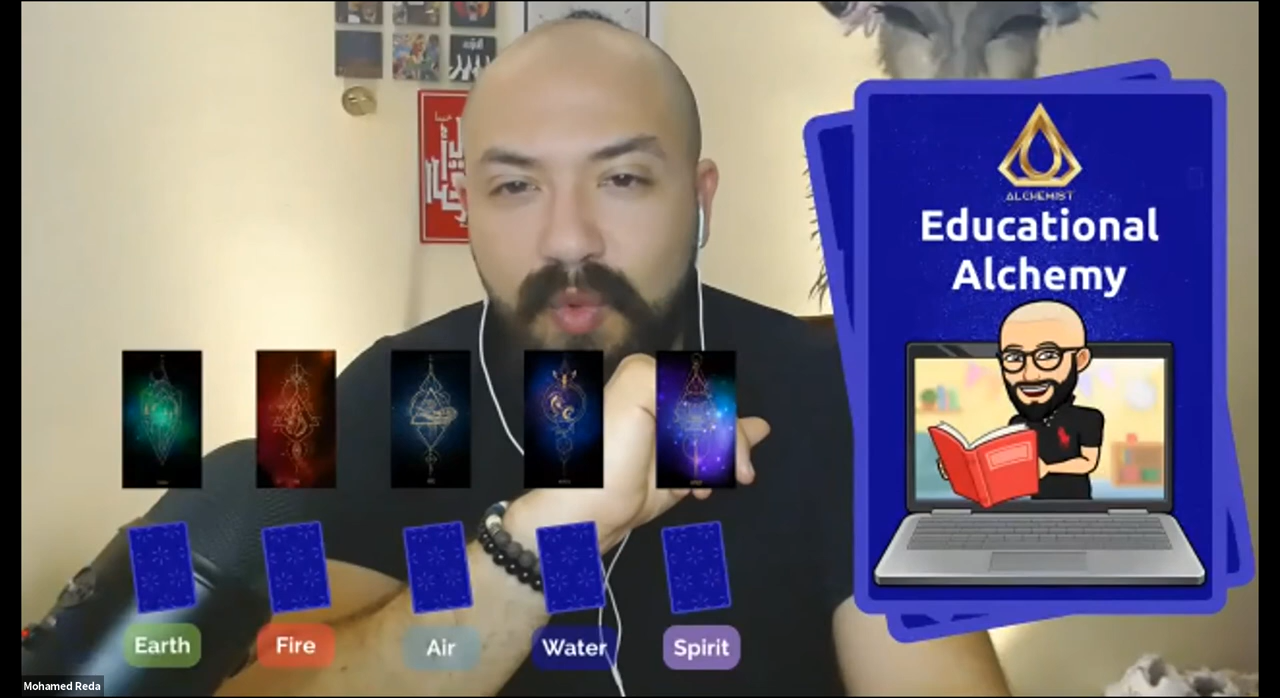 ALCHEMIST
Educational
Alchemy
Earth
Fire
Air
Water
Spirit
Mohamed Reda